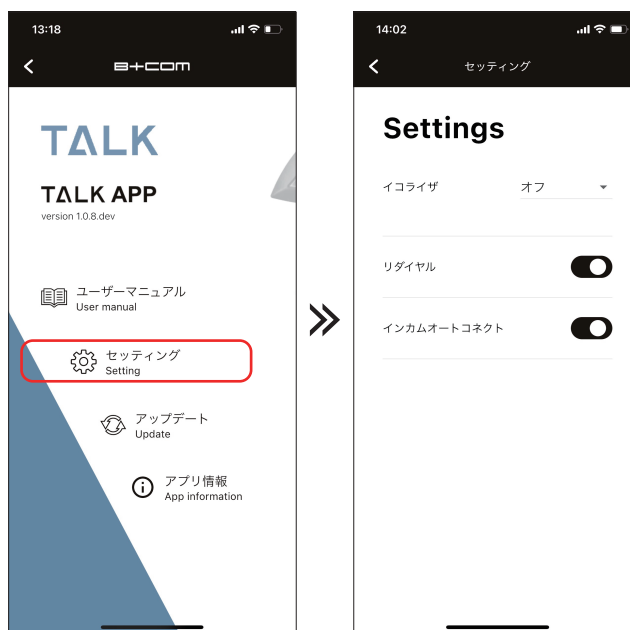 13:18
B+COM
TALK
TALK APP
version 1.0.8.dev
ユーザーマニュアル
User manual
セッティング
Setting
アップデート
Update
アプリ情報
App information
14:02
セッティング
Settings
イコライザ オフ
リダイヤル
インカムオートコネクト